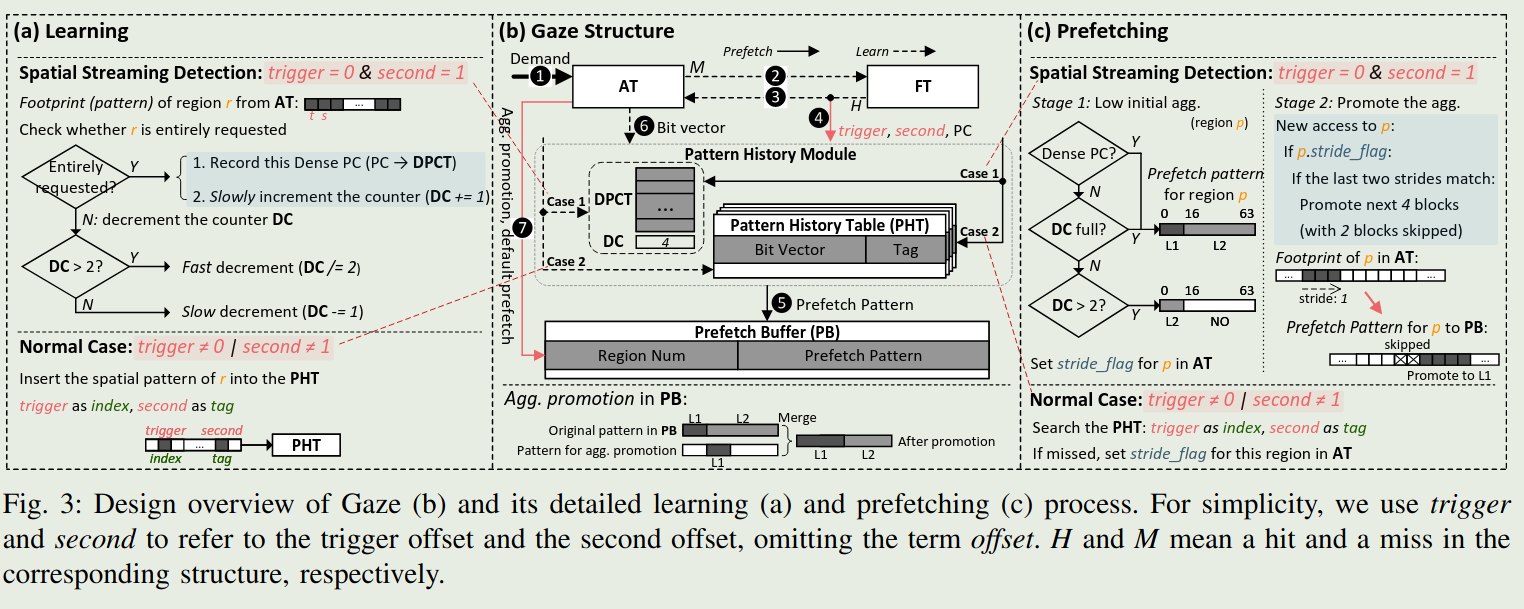 (a) Learning
Spatial Streaming Detection: trigger = 0 & second = 1
Footprint (pattern) of region r from AT:
...
t s
Check whether r is entirely requested
Entirely
requested?
Y
1. Record this Dense PC (PC → DPCT)
2. Slowly increment the counter (DC += 1)
N: decrement the counter DC
DC > 2?
Y
Fast decrement (DC /= 2)
N
Slow decrement (DC -= 1)
Normal Case: trigger ≠ 0 | second ≠ 1
Insert the spatial pattern of r into the PHT
trigger as index, second as tag
trigger second
...
index tag
PHT
(b) Gaze Structure
Prefetch
Learn
Demand
1
AT
M
2
3
H
FT
4
trigger, second, PC
6 Bit vector
Agg. promotion, default prefetch
7
Pattern History Module
Case 1
DPCT
...
Case 1
DC
4
Pattern History Table (PHT)
Bit Vector
Tag
Case 2
Case 2
5 Prefetch Pattern
Prefetch Buffer (PB)
Region Num
Prefetch Pattern
Agg. promotion in PB:
L1 L2
Merge
Original pattern in PB
Pattern for agg. promotion
L1
After promotion
L1 L2
(c) Prefetching
Spatial Streaming Detection: trigger = 0 & second = 1
Stage 1: Low initial agg.
(region p)
Dense PC?
Y
N
Prefetch pattern
for region p
DC full?
Y
0 16 63
L1 L2
N
DC > 2?
Y
0 16 63
L2 NO
Set stride_flag for p in AT
Stage 2: Promote the agg.
New access to p:
If p.stride_flag:
If the last two strides match:
Promote next 4 blocks
(with 2 blocks skipped)
Footprint of p in AT:
... ...
stride: 1
Prefetch Pattern for p to PB:
skipped
... ...
Promote to L1
Normal Case: trigger ≠ 0 | second ≠ 1
Search the PHT: trigger as index, second as tag
If missed, set stride_flag for this region in AT
Fig. 3: Design overview of Gaze (b) and its detailed learning (a) and prefetching (c) process. For simplicity, we use trigger
and second to refer to the trigger offset and the second offset, omitting the term offset. H and M mean a hit and a miss in the
corresponding structure, respectively.